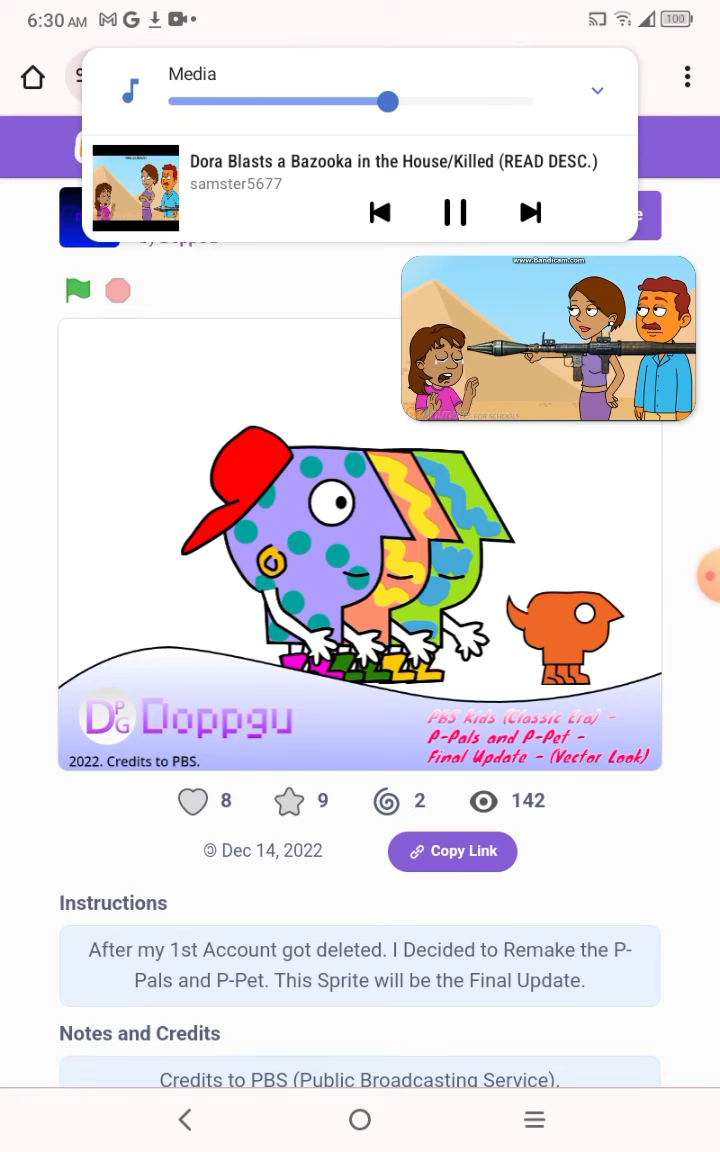 6:30 AM
100
Media
Dora Blasts a Bazooka in the House/Killed (READ DESC.)
samster5677
www.Bandicam.com
FOR SCHOOLS
DPG Doppgu
PBS Kids (Classic Era) -
P-Pals and P-Pet -
Final Update - (Vector Look)
2022. Credits to PBS.
8
9
2
142
Dec 14, 2022
Copy Link
Instructions
After my 1st Account got deleted. I Decided to Remake the P-
Pals and P-Pet. This Sprite will be the Final Update.
Notes and Credits
Credits to PBS (Public Broadcasting Service).